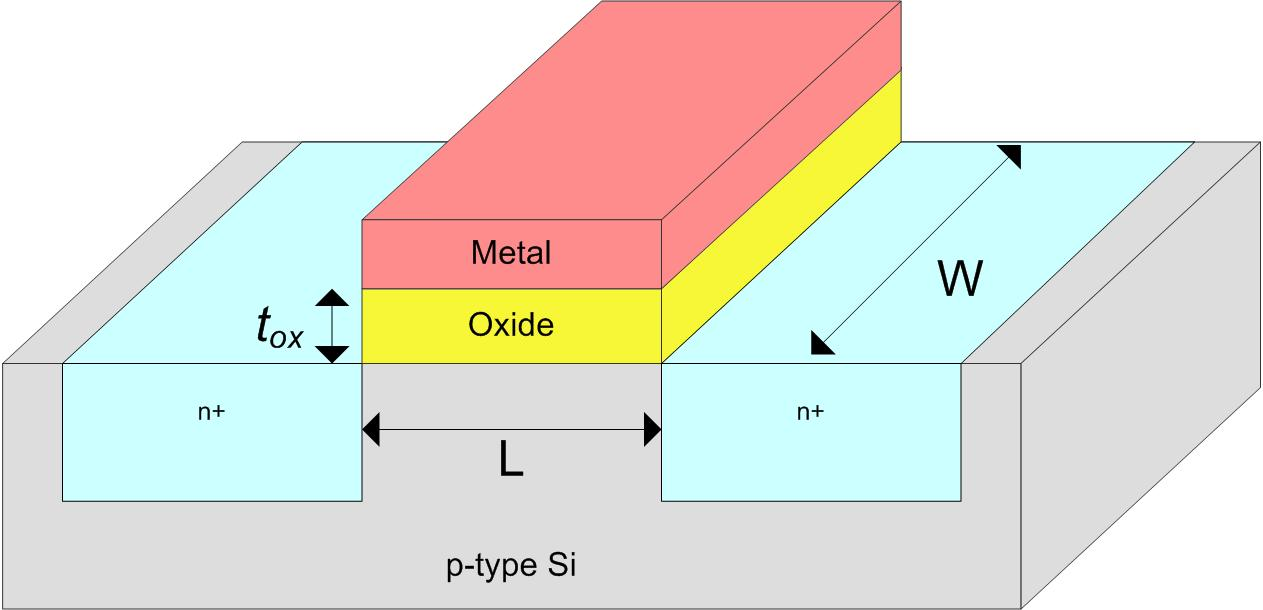 Metal
W
Oxide
tox
n+
n+
L
p-type Si